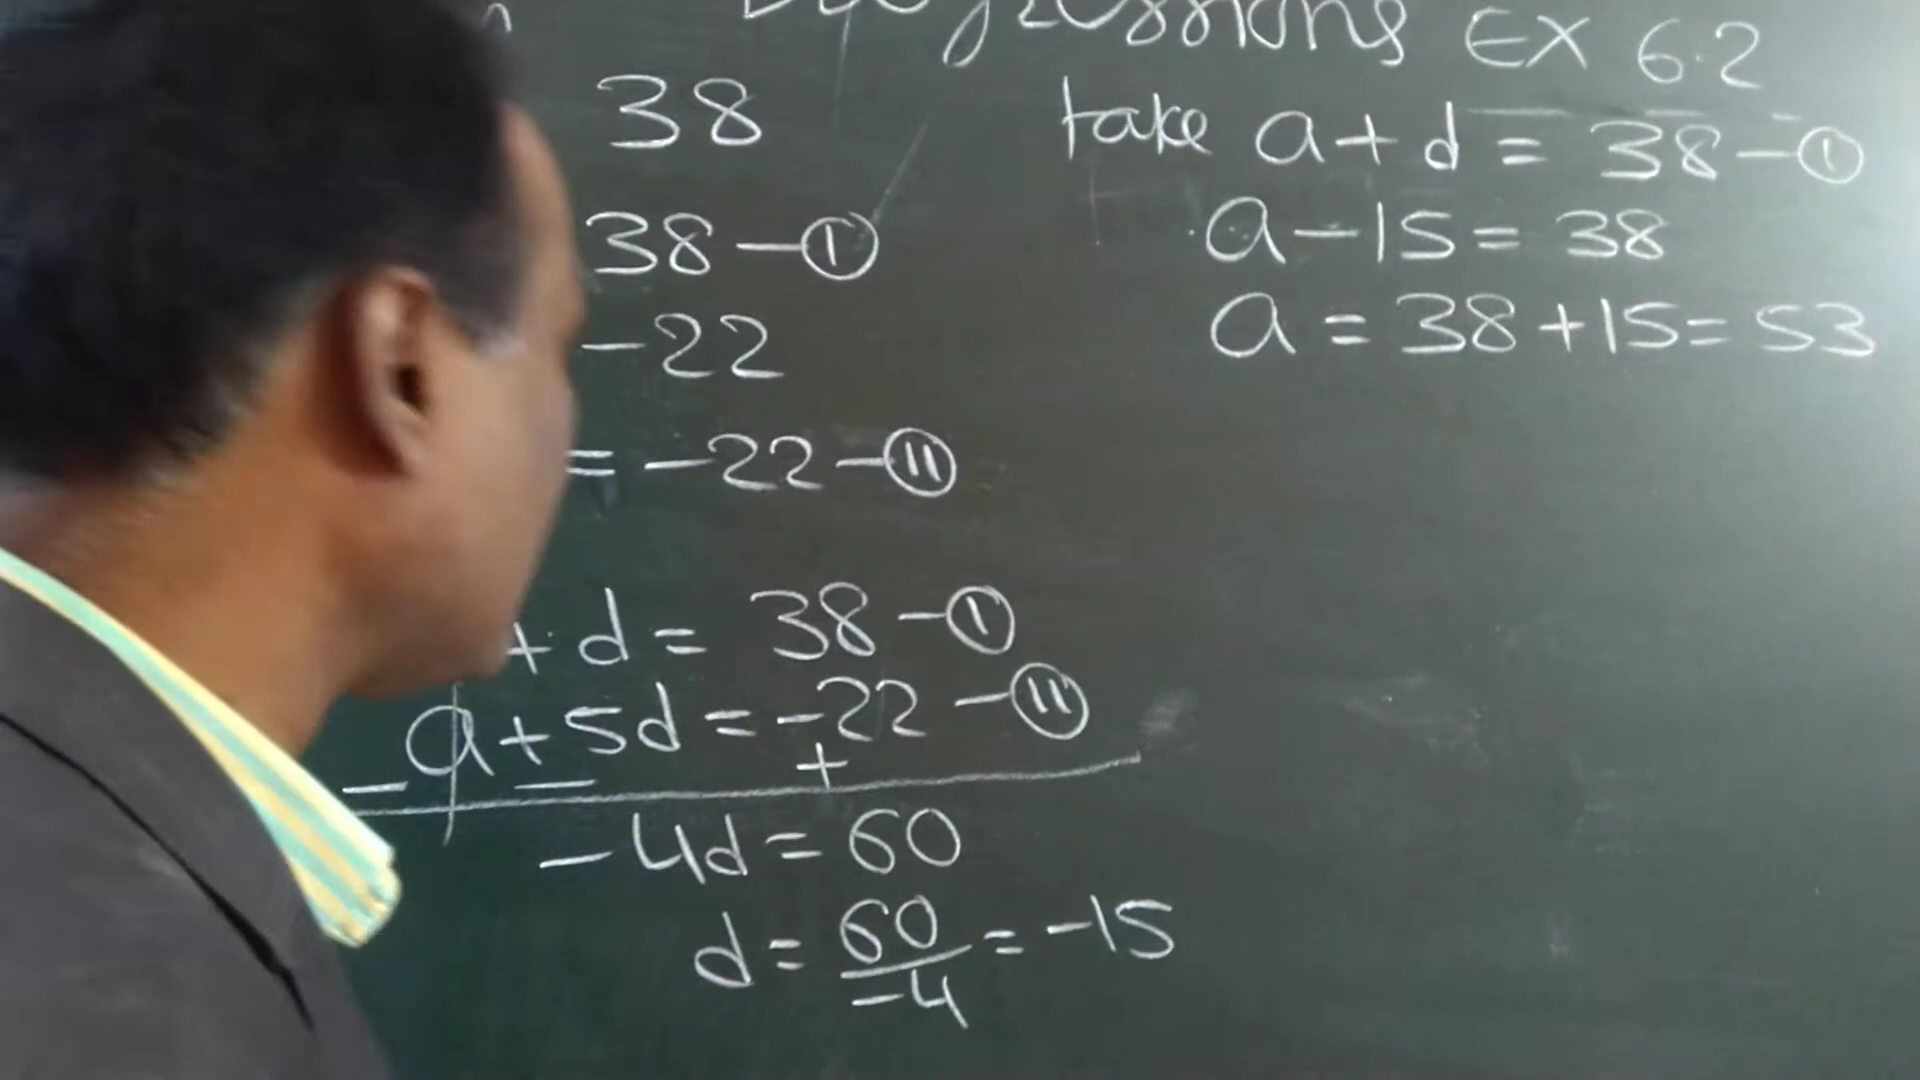 Progressions EX 6.2
38
38 - ①
-22
= -22 - ⑪
+ d = 38 - ①
a + 5d = -22 - ⑪
- - +
- 4d = 60
d = 60/-4 = -15
take a + d = 38 - ①
a - 15 = 38
a = 38 + 15 = 53